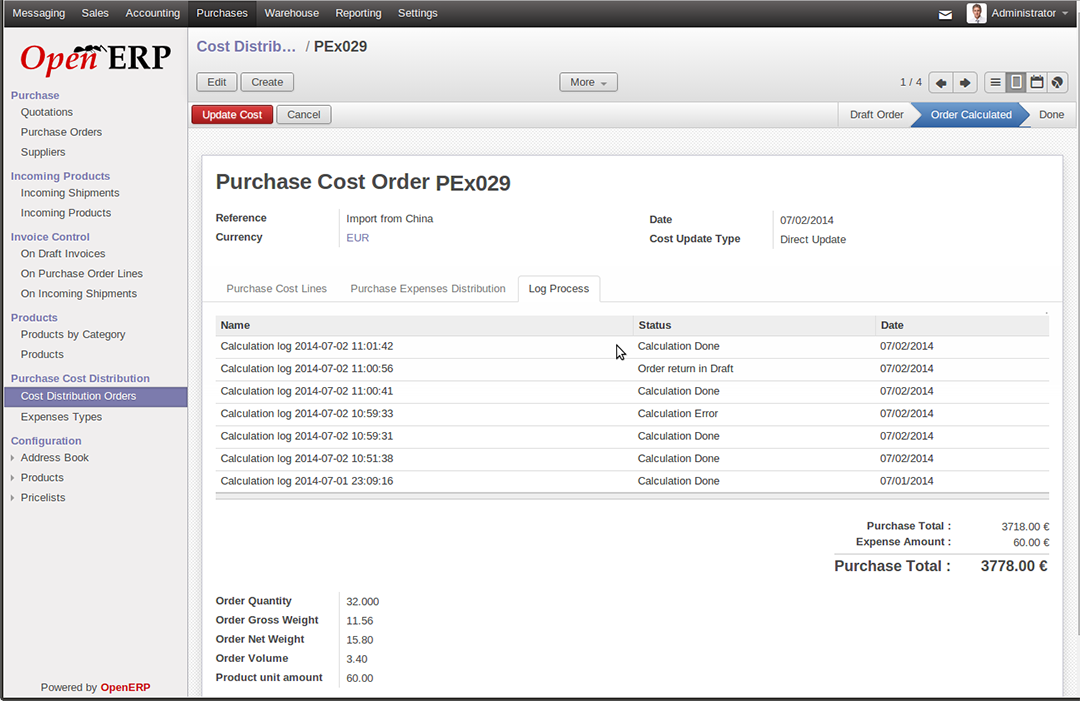 Messaging Sales Accounting Purchases Warehouse Reporting Settings Administrator
OpenERP
Purchase
Quotations
Purchase Orders
Suppliers
Incoming Products
Incoming Shipments
Incoming Products
Invoice Control
On Draft Invoices
On Purchase Order Lines
On Incoming Shipments
Products
Products by Category
Products
Purchase Cost Distribution
Cost Distribution Orders
Expenses Types
Configuration
Address Book
Products
Pricelists
Powered by OpenERP
Cost Distrib... / PEx029
Edit Create More 1 / 4
Update Cost Cancel Draft Order Order Calculated Done
Purchase Cost Order PEx029
Reference Import from China Date 07/02/2014
Currency EUR Cost Update Type Direct Update
Purchase Cost Lines Purchase Expenses Distribution Log Process
Name Status Date
Calculation log 2014-07-02 11:01:42 Calculation Done 07/02/2014
Calculation log 2014-07-02 11:00:56 Order return in Draft 07/02/2014
Calculation log 2014-07-02 11:00:41 Calculation Done 07/02/2014
Calculation log 2014-07-02 10:59:33 Calculation Error 07/02/2014
Calculation log 2014-07-02 10:59:31 Calculation Done 07/02/2014
Calculation log 2014-07-02 10:51:38 Calculation Done 07/02/2014
Calculation log 2014-07-01 23:09:16 Calculation Done 07/01/2014
Purchase Total : 3718.00 €
Expense Amount : 60.00 €
Purchase Total : 3778.00 €
Order Quantity 32.000
Order Gross Weight 11.56
Order Net Weight 15.80
Order Volume 3.40
Product unit amount 60.00